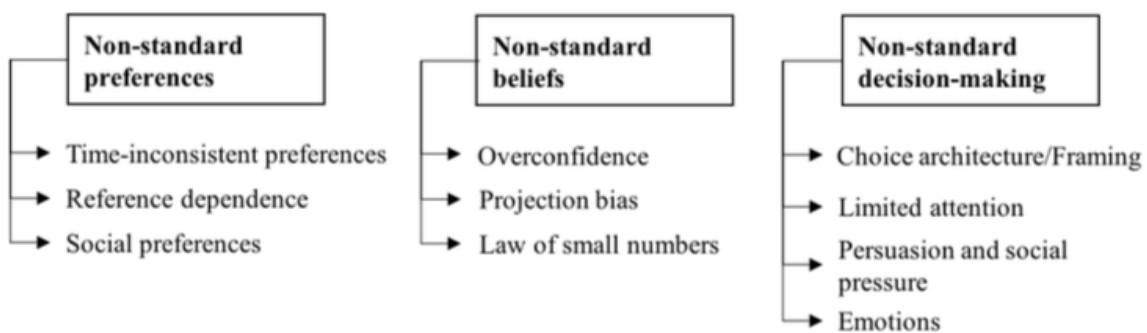 Non-standard
preferences
Time-inconsistent preferences
Reference dependence
Social preferences
Non-standard
beliefs
Overconfidence
Projection bias
Law of small numbers
Non-standard
decision-making
Choice architecture/Framing
Limited attention
Persuasion and social
pressure
Emotions